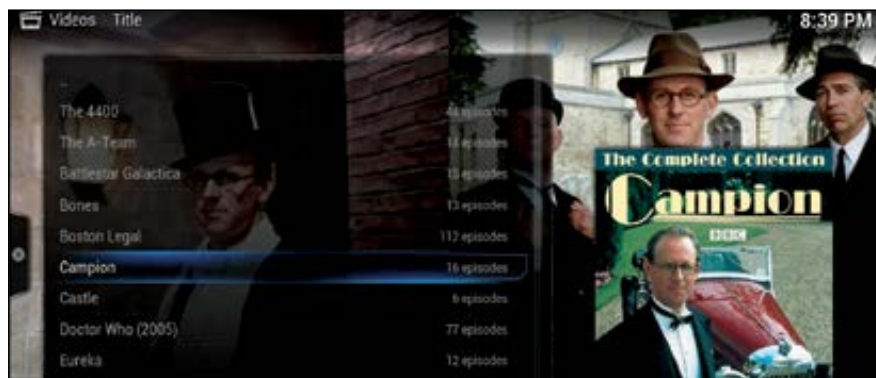 Videos Title
8:39 PM
..
The 4400
44 episodes
The A-Team
14 episodes
Battlestar Galactica
episodes
Bones
13 episodes
Boston Legal
112 episodes
Campion
16 episodes
Castle
6 episodes
Doctor Who (2005)
77 episodes
Eureka
12 episodes
The Complete Collection
Campion
BBC